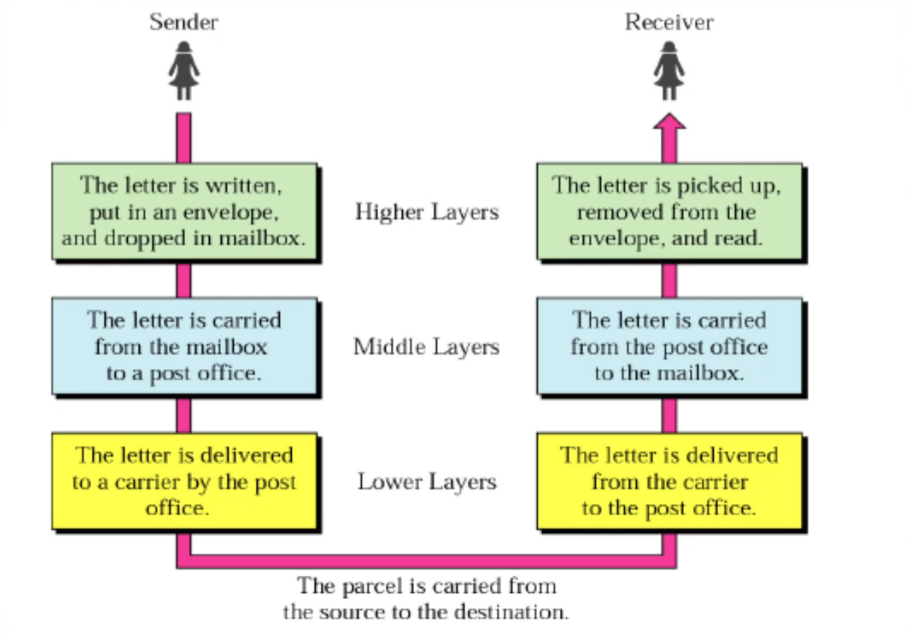 Sender
Receiver
The letter is written,
put in an envelope,
and dropped in mailbox.
Higher Layers
The letter is picked up,
removed from the
envelope, and read.
The letter is carried
from the mailbox
to a post office.
Middle Layers
The letter is carried
from the post office
to the mailbox.
The letter is delivered
to a carrier by the post
office.
Lower Layers
The letter is delivered
from the carrier
to the post office.
The parcel is carried from
the source to the destination.